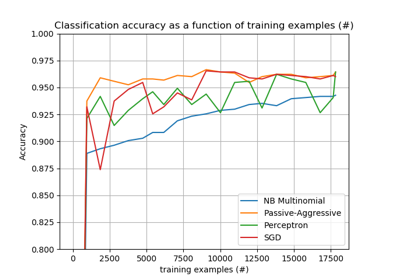 Classification accuracy as a function of training examples (#)
1.000
0.975
0.950
0.925
0.900
0.875
0.850
0.825
0.800
Accuracy
NB Multinomial
Passive-Aggressive
Perceptron
SGD
0 2500 5000 7500 10000 12500 15000 17500
training examples (#)